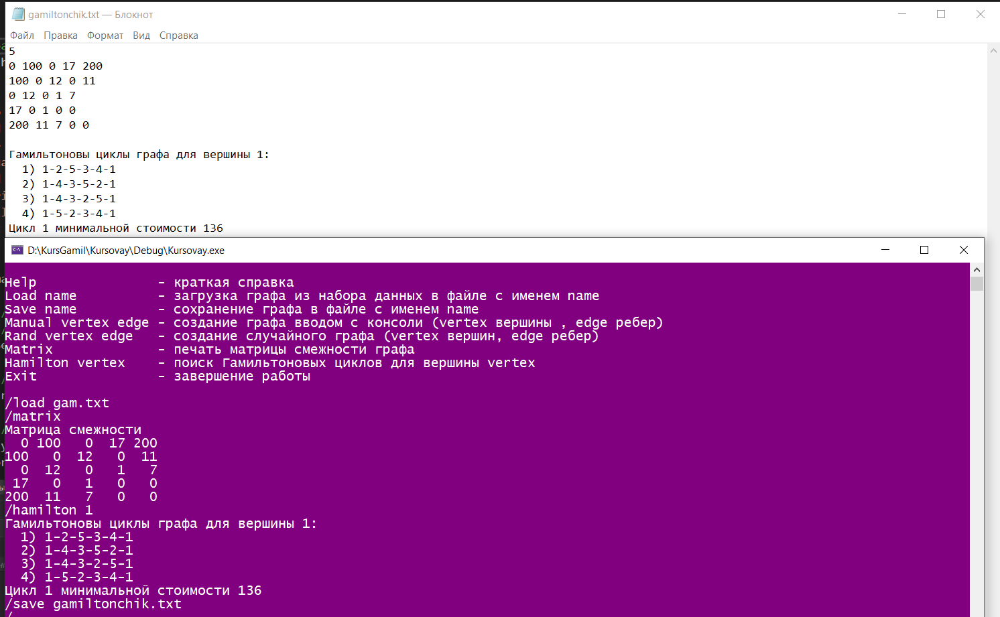 gamiltonchik.txt — Блокнот
Файл Правка Формат Вид Справка
5
0 100 0 17 200
100 0 12 0 11
0 12 0 1 7
17 0 1 0 0
200 11 7 0 0
Гамильтоновы циклы графа для вершины 1:
1) 1-2-5-3-4-1
2) 1-4-3-5-2-1
3) 1-4-3-2-5-1
4) 1-5-2-3-4-1
Цикл 1 минимальной стоимости 136
D:\KursGamil\Kursovay\Debug\Kursovay.exe
Help - краткая справка
Load name - загрузка графа из набора данных в файле с именем name
Save name - сохранение графа в файле с именем name
Manual vertex edge - создание графа вводом с консоли (vertex вершины , edge ребер)
Rand vertex edge - создание случайного графа (vertex вершин, edge ребер)
Matrix - печать матрицы смежности графа
Hamilton vertex - поиск Гамильтоновых циклов для вершины vertex
Exit - завершение работы
/load gam.txt
/matrix
Матрица смежности
0 100 0 17 200
100 0 12 0 11
0 12 0 1 7
17 0 1 0 0
200 11 7 0 0
/hamilton 1
Гамильтоновы циклы графа для вершины 1:
1) 1-2-5-3-4-1
2) 1-4-3-5-2-1
3) 1-4-3-2-5-1
4) 1-5-2-3-4-1
Цикл 1 минимальной стоимости 136
/save gamiltonchik.txt
/